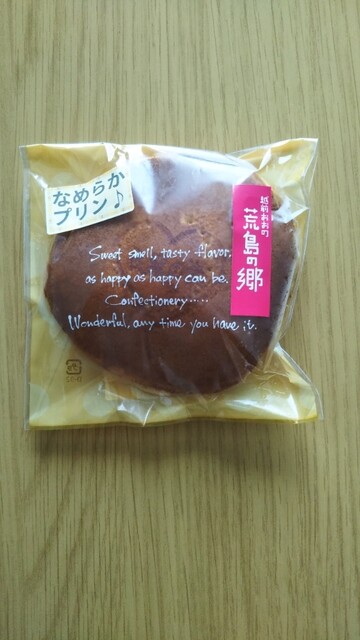 なめらか
プリン♪
越前おおの
荒島の郷
Sweet smell, tasty flavor,
as happy as happy can be.
Confectionery.....
Wonderful, any time you have it.